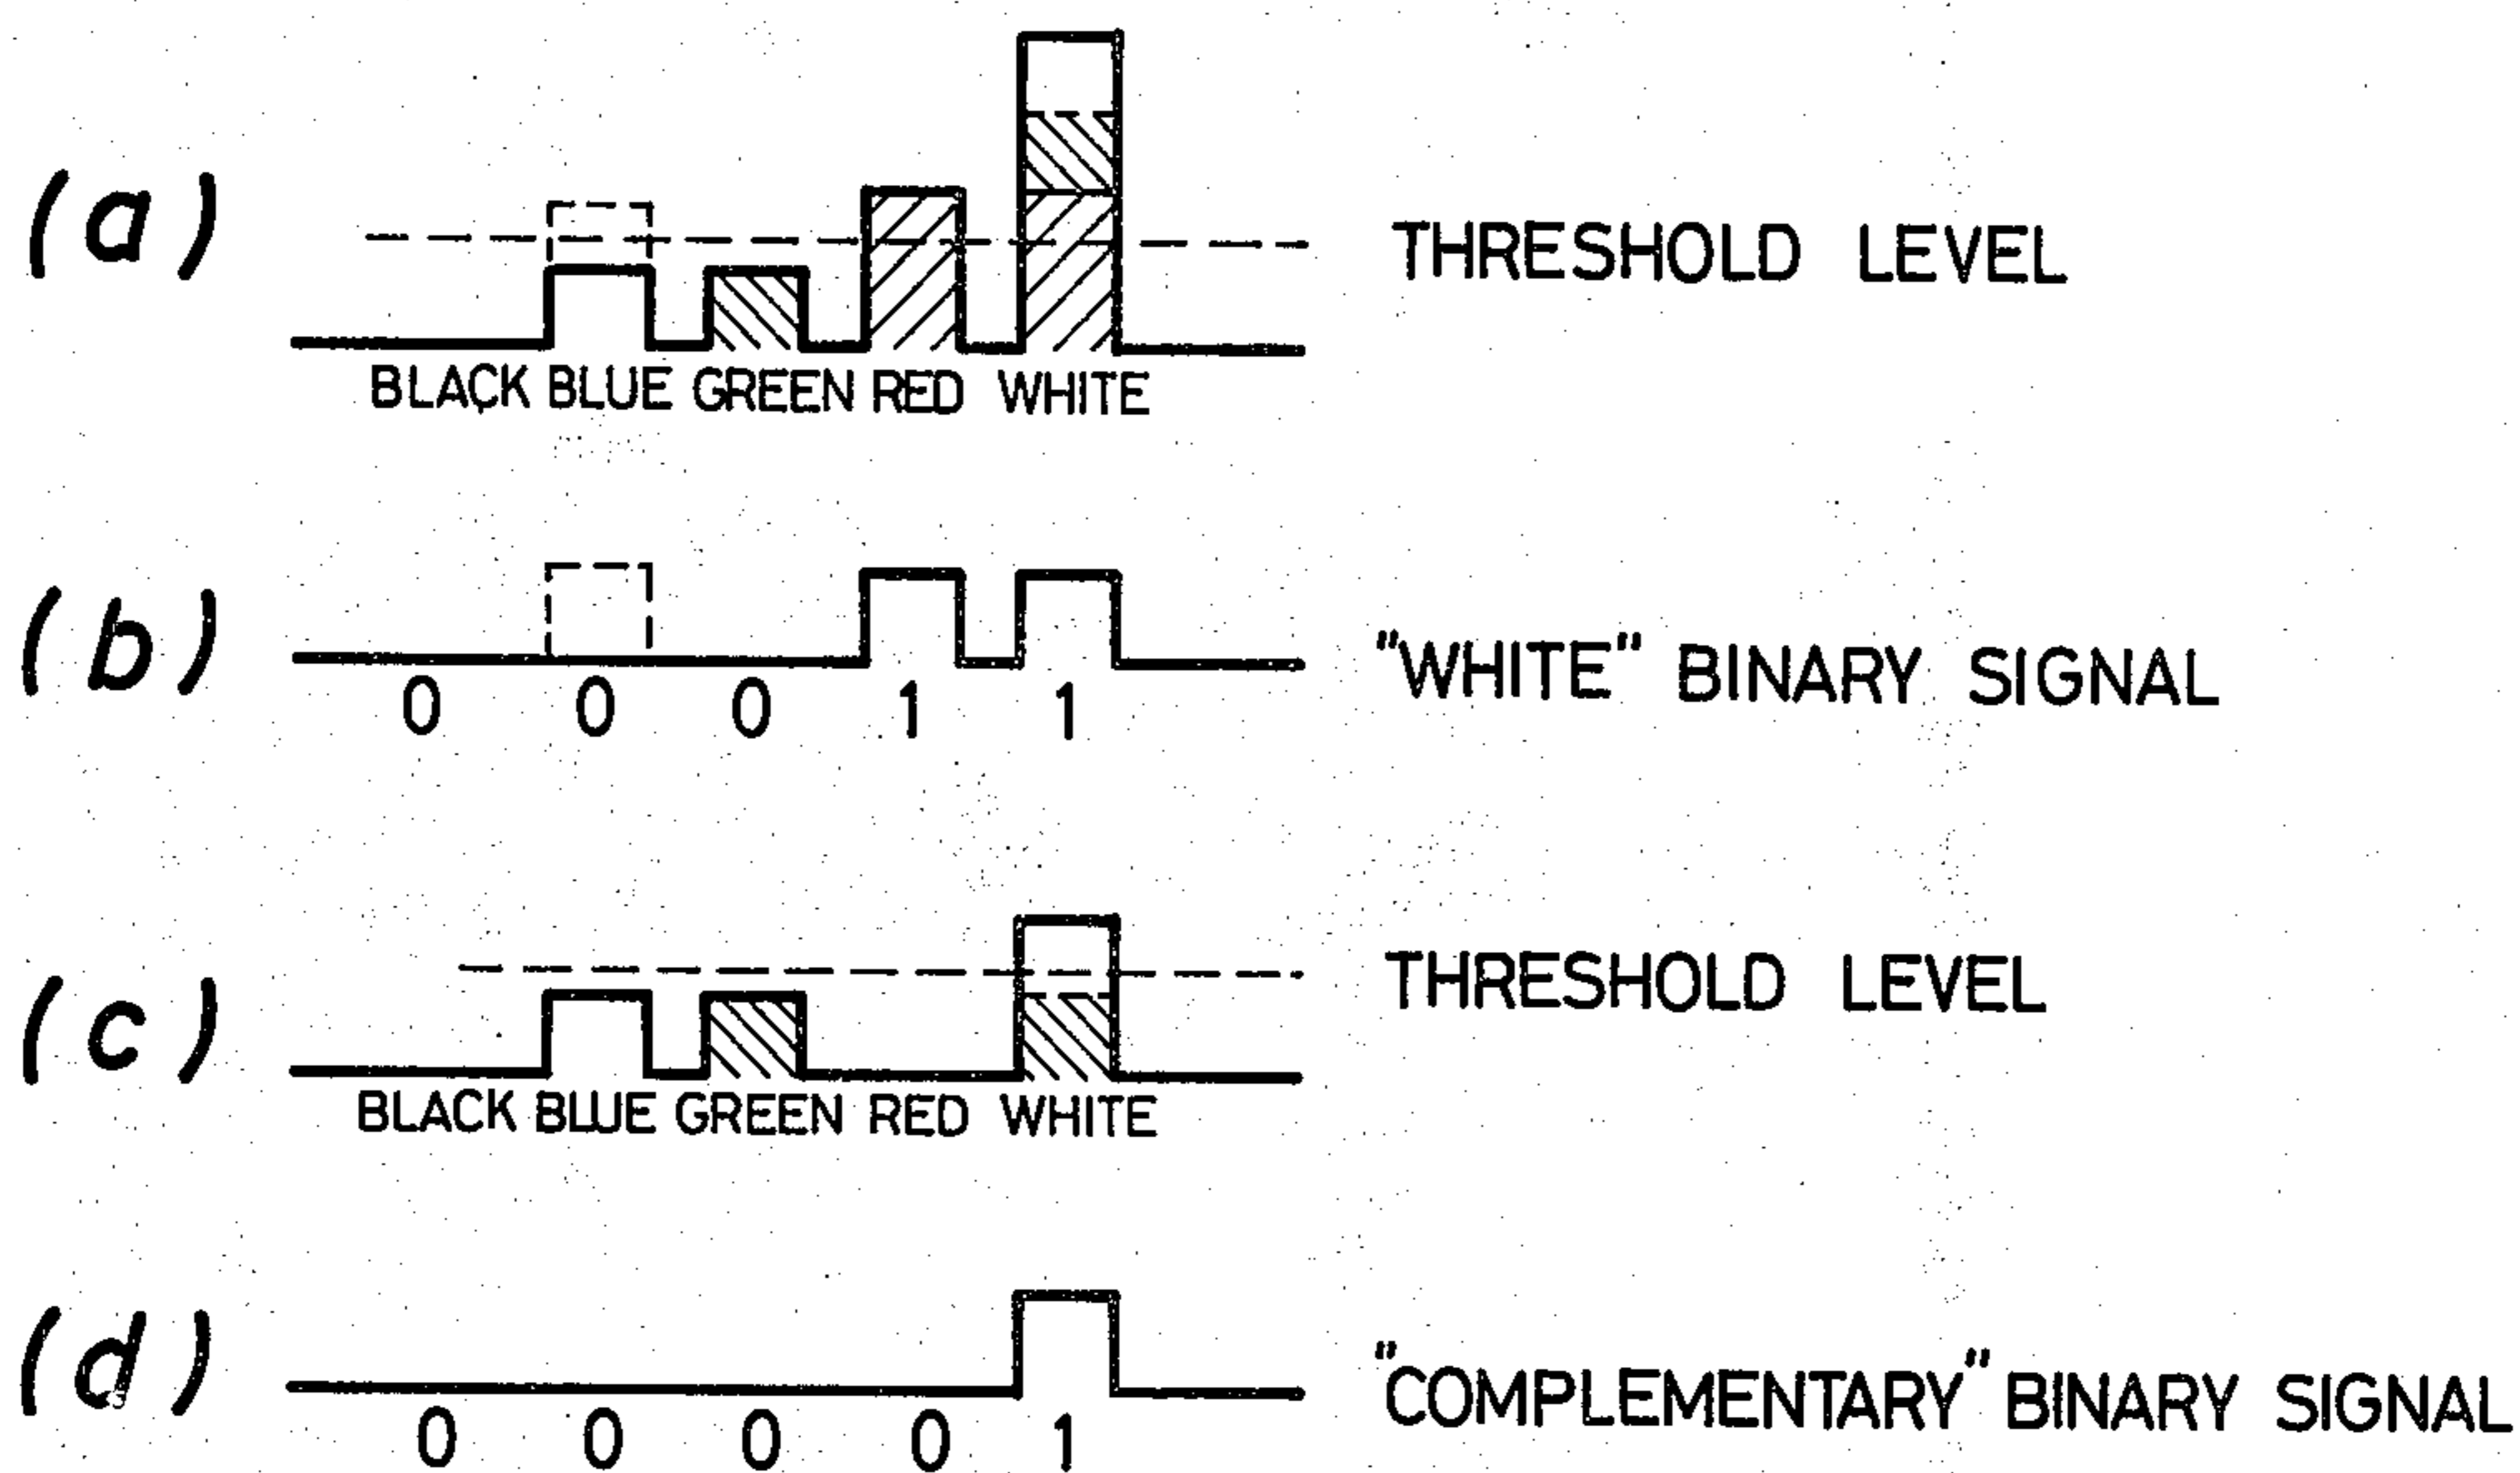 (a)
THRESHOLD LEVEL
BLACK BLUE GREEN RED WHITE
(b)
"WHITE" BINARY SIGNAL
0 0 0 1 1
(c)
THRESHOLD LEVEL
BLACK BLUE GREEN RED WHITE
(d)
"COMPLEMENTARY" BINARY SIGNAL
0 0 0 0 1